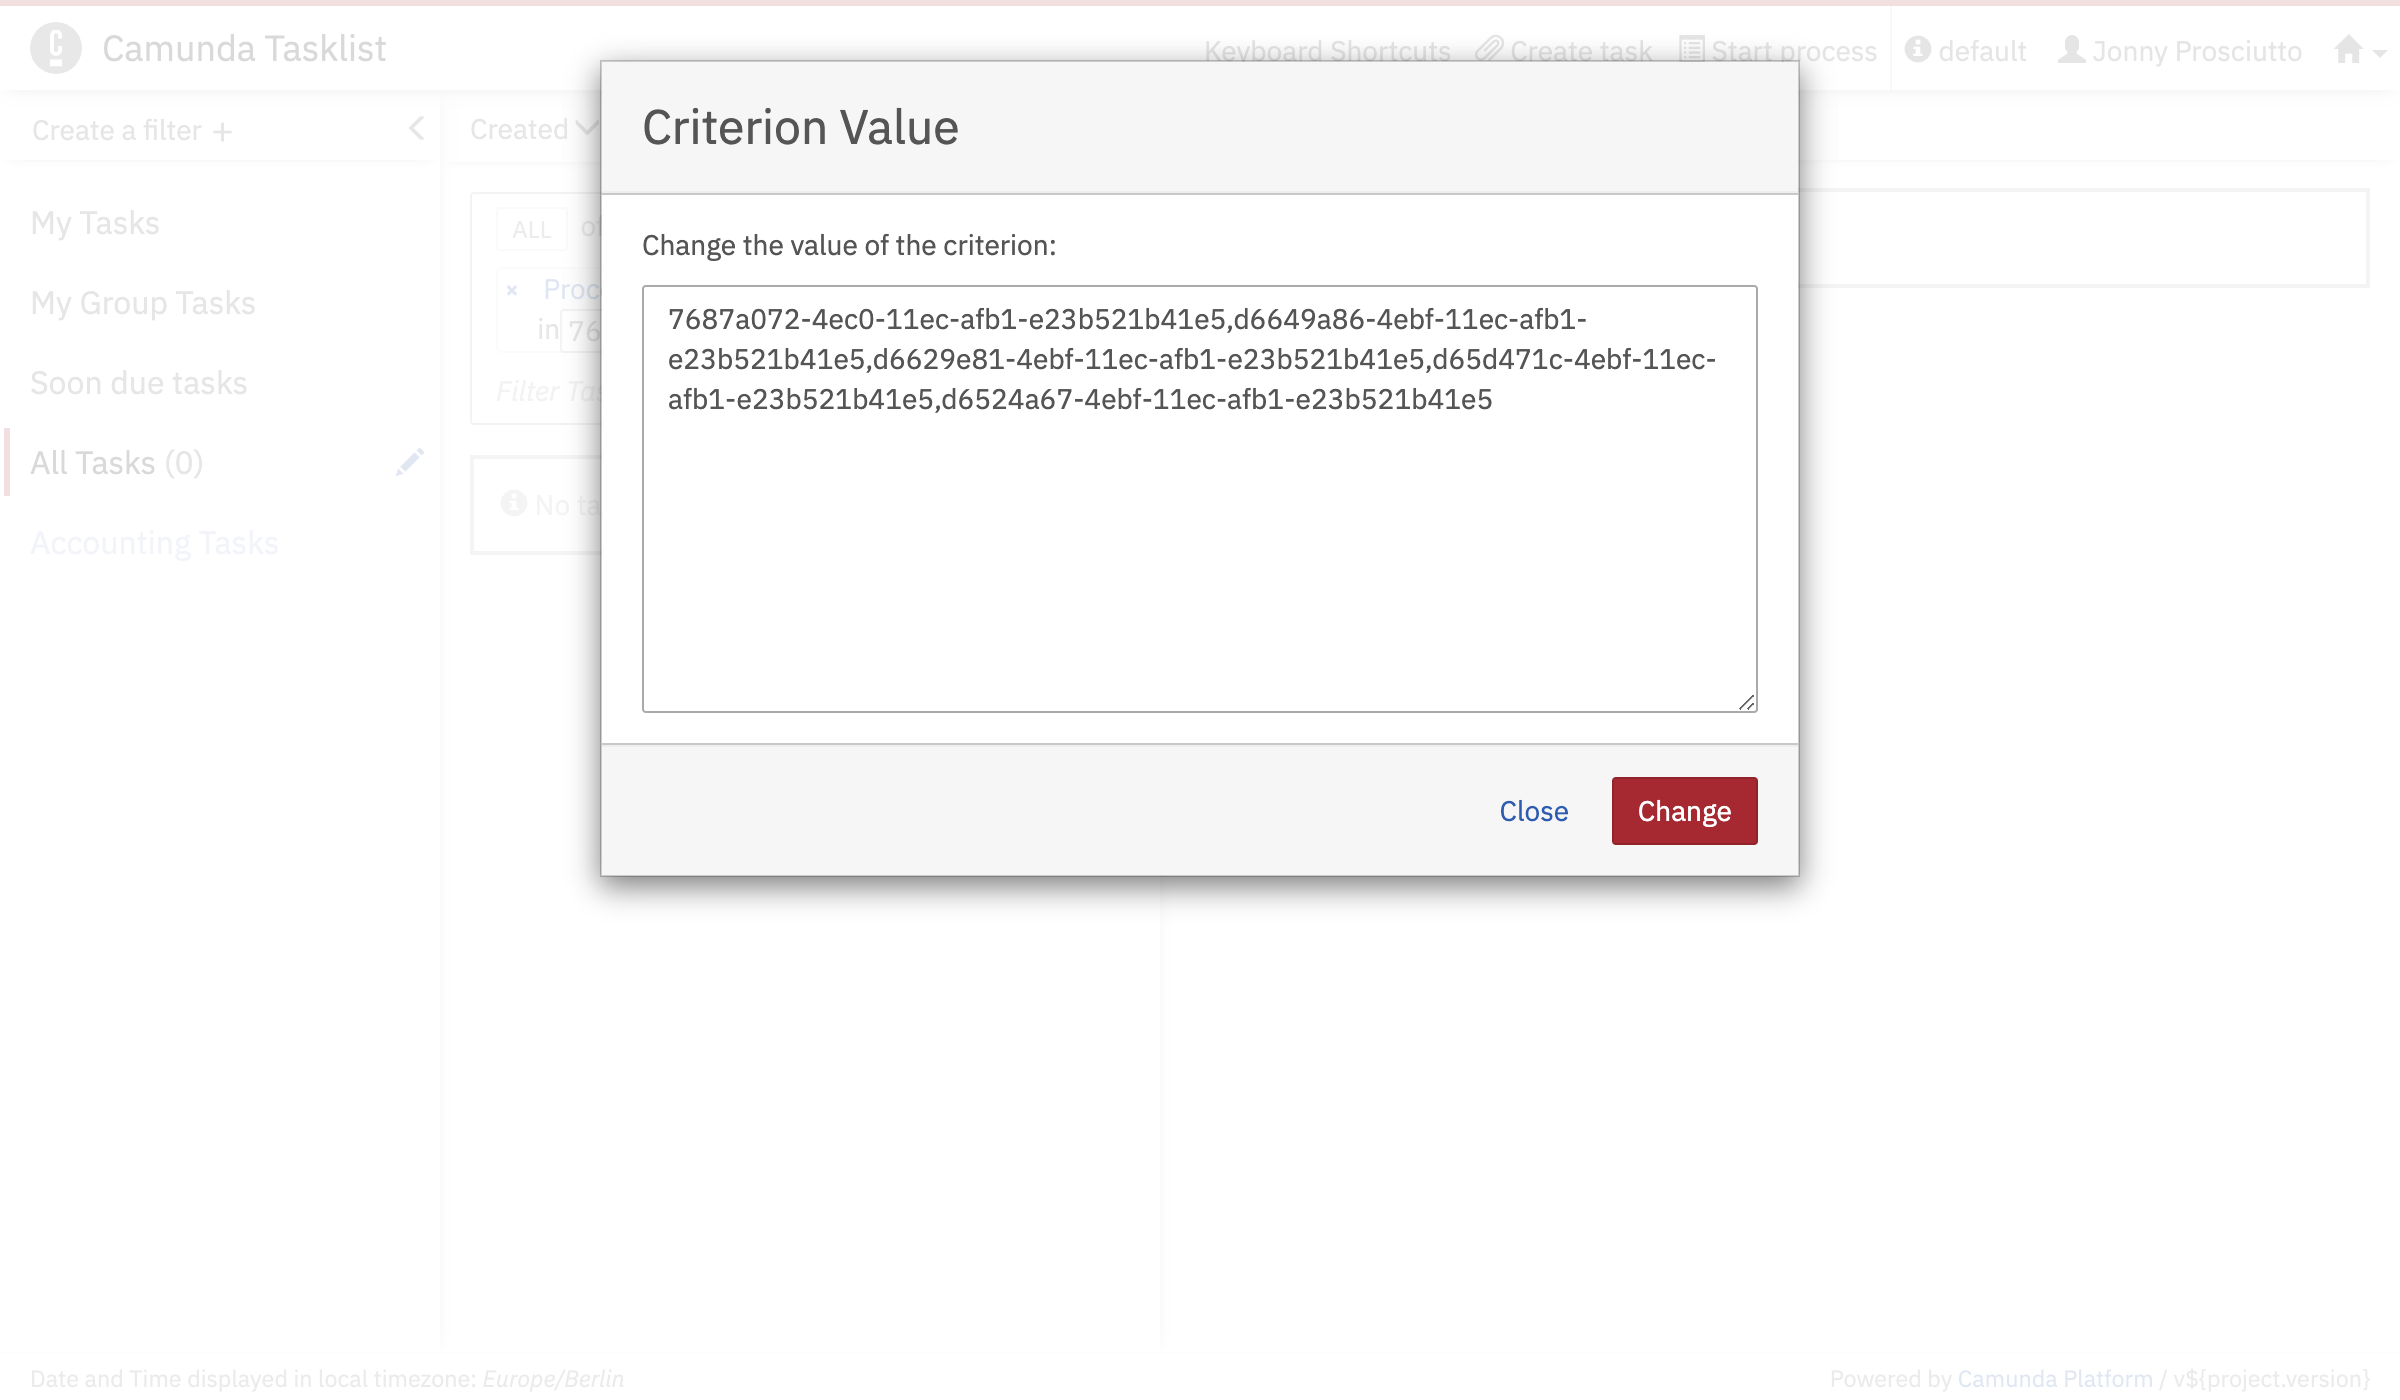 Camunda Tasklist
Keyboard Shortcuts
Create task
Start process
default
Jonny Prosciutto
Create a filter +
Created
My Tasks
My Group Tasks
Soon due tasks
All Tasks (0)
Accounting Tasks
ALL
× Proc
in 76
Filter Tas
No ta
Criterion Value
Change the value of the criterion:
7687a072-4ec0-11ec-afb1-e23b521b41e5,d6649a86-4ebf-11ec-afb1-
e23b521b41e5,d6629e81-4ebf-11ec-afb1-e23b521b41e5,d65d471c-4ebf-11ec-
afb1-e23b521b41e5,d6524a67-4ebf-11ec-afb1-e23b521b41e5
Close
Change
Date and Time displayed in local timezone: Europe/Berlin
Powered by Camunda Platform / v${project.version}